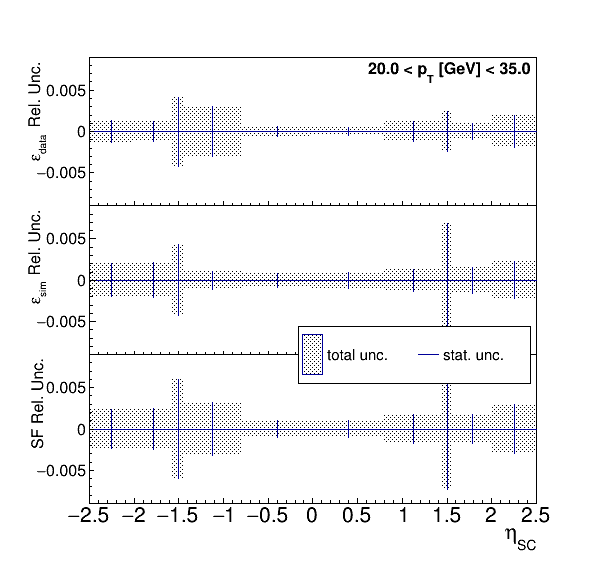 20.0 < p_T [GeV] < 35.0
ε_data Rel. Unc.
0.005
0
−0.005
ε_sim Rel. Unc.
0.005
0
−0.005
total unc.
stat. unc.
SF Rel. Unc.
0.005
0
−0.005
−2.5 −2 −1.5 −1 −0.5 0 0.5 1 1.5 2 2.5
η_SC